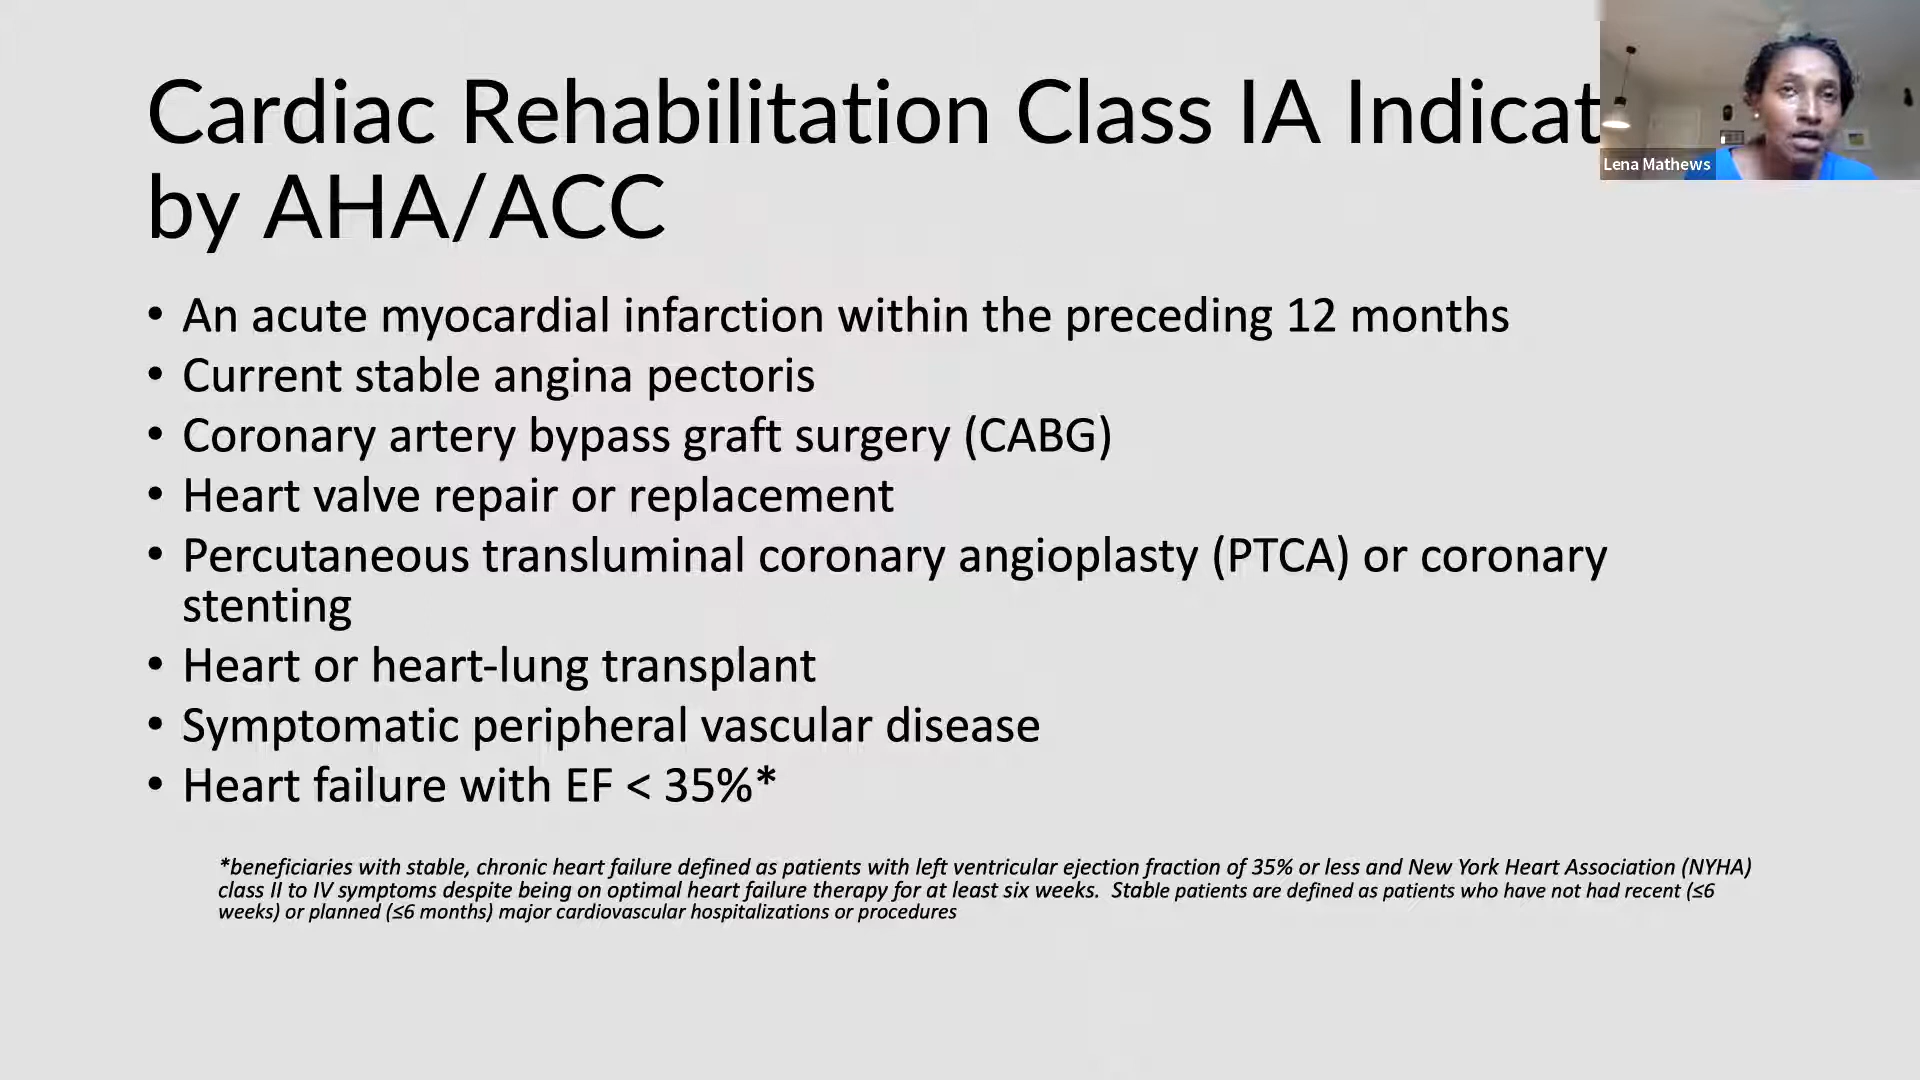 Cardiac Rehabilitation Class IA Indicat
by AHA/ACC
Lena Mathews
• An acute myocardial infarction within the preceding 12 months
• Current stable angina pectoris
• Coronary artery bypass graft surgery (CABG)
• Heart valve repair or replacement
• Percutaneous transluminal coronary angioplasty (PTCA) or coronary
stenting
• Heart or heart-lung transplant
• Symptomatic peripheral vascular disease
• Heart failure with EF < 35%*
*beneficiaries with stable, chronic heart failure defined as patients with left ventricular ejection fraction of 35% or less and New York Heart Association (NYHA)
class II to IV symptoms despite being on optimal heart failure therapy for at least six weeks.  Stable patients are defined as patients who have not had recent (≤6
weeks) or planned (≤6 months) major cardiovascular hospitalizations or procedures